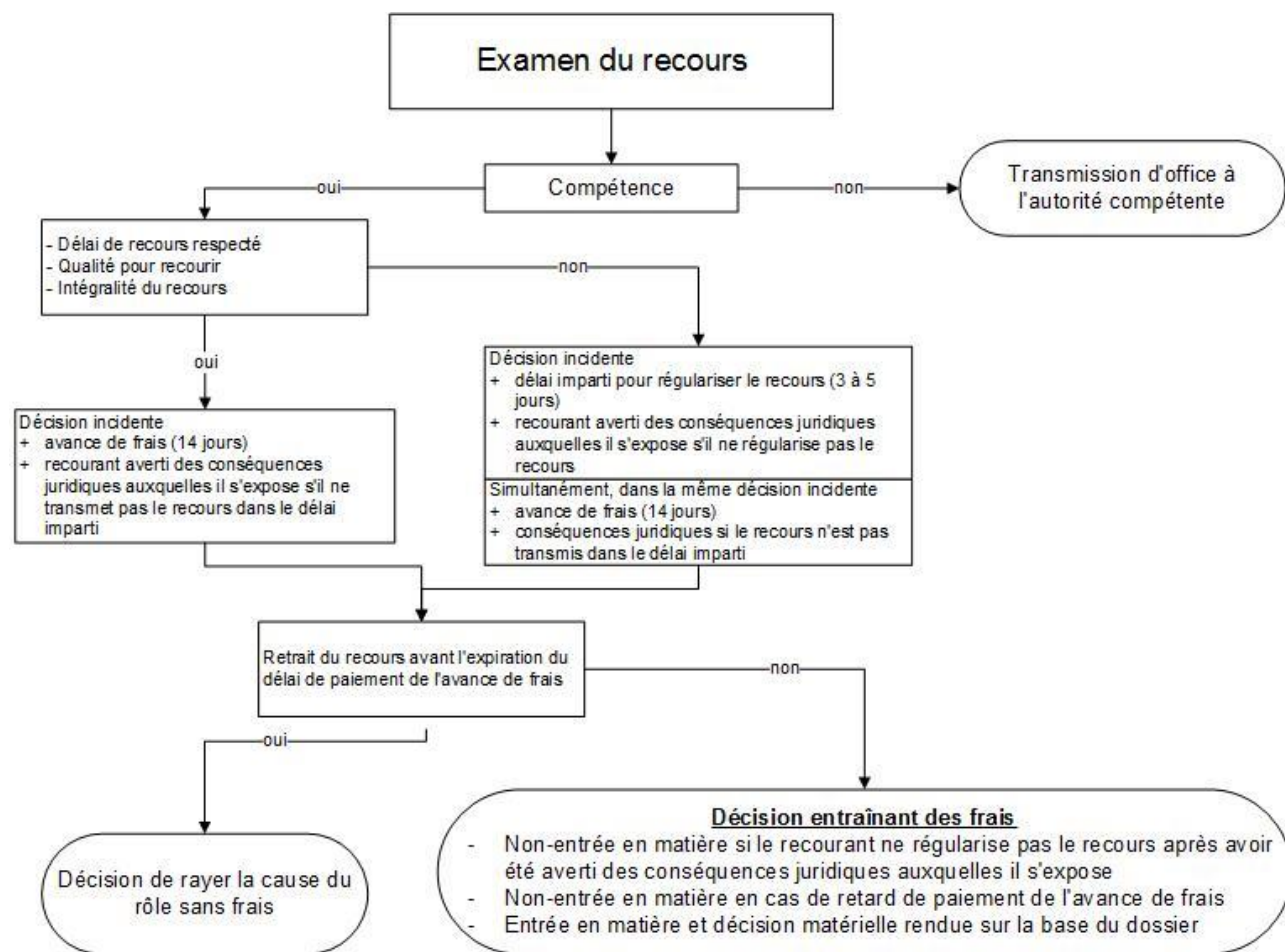 Examen du recours
oui
Compétence
non
Transmission d'office à
l'autorité compétente
- Délai de recours respecté
- Qualité pour recourir
- Intégralité du recours
non
oui
Décision incidente
+ délai imparti pour régulariser le recours (3 à 5
jours)
+ recourant averti des conséquences juridiques
auxquelles il s'expose s'il ne régularise pas le
recours
Simultanément, dans la même décision incidente
+ avance de frais (14 jours)
+ conséquences juridiques si le recours n'est pas
transmis dans le délai imparti
Décision incidente
+ avance de frais (14 jours)
+ recourant averti des conséquences
juridiques auxquelles il s'expose s'il ne
transmet pas le recours dans le délai
imparti
Retrait du recours avant l'expiration du
délai de paiement de l'avance de frais
non
oui
Décision de rayer la cause du
rôle sans frais
Décision entraînant des frais
- Non-entrée en matière si le recourant ne régularise pas le recours après avoir
été averti des conséquences juridiques auxquelles il s'expose
- Non-entrée en matière en cas de retard de paiement de l'avance de frais
- Entrée en matière et décision matérielle rendue sur la base du dossier